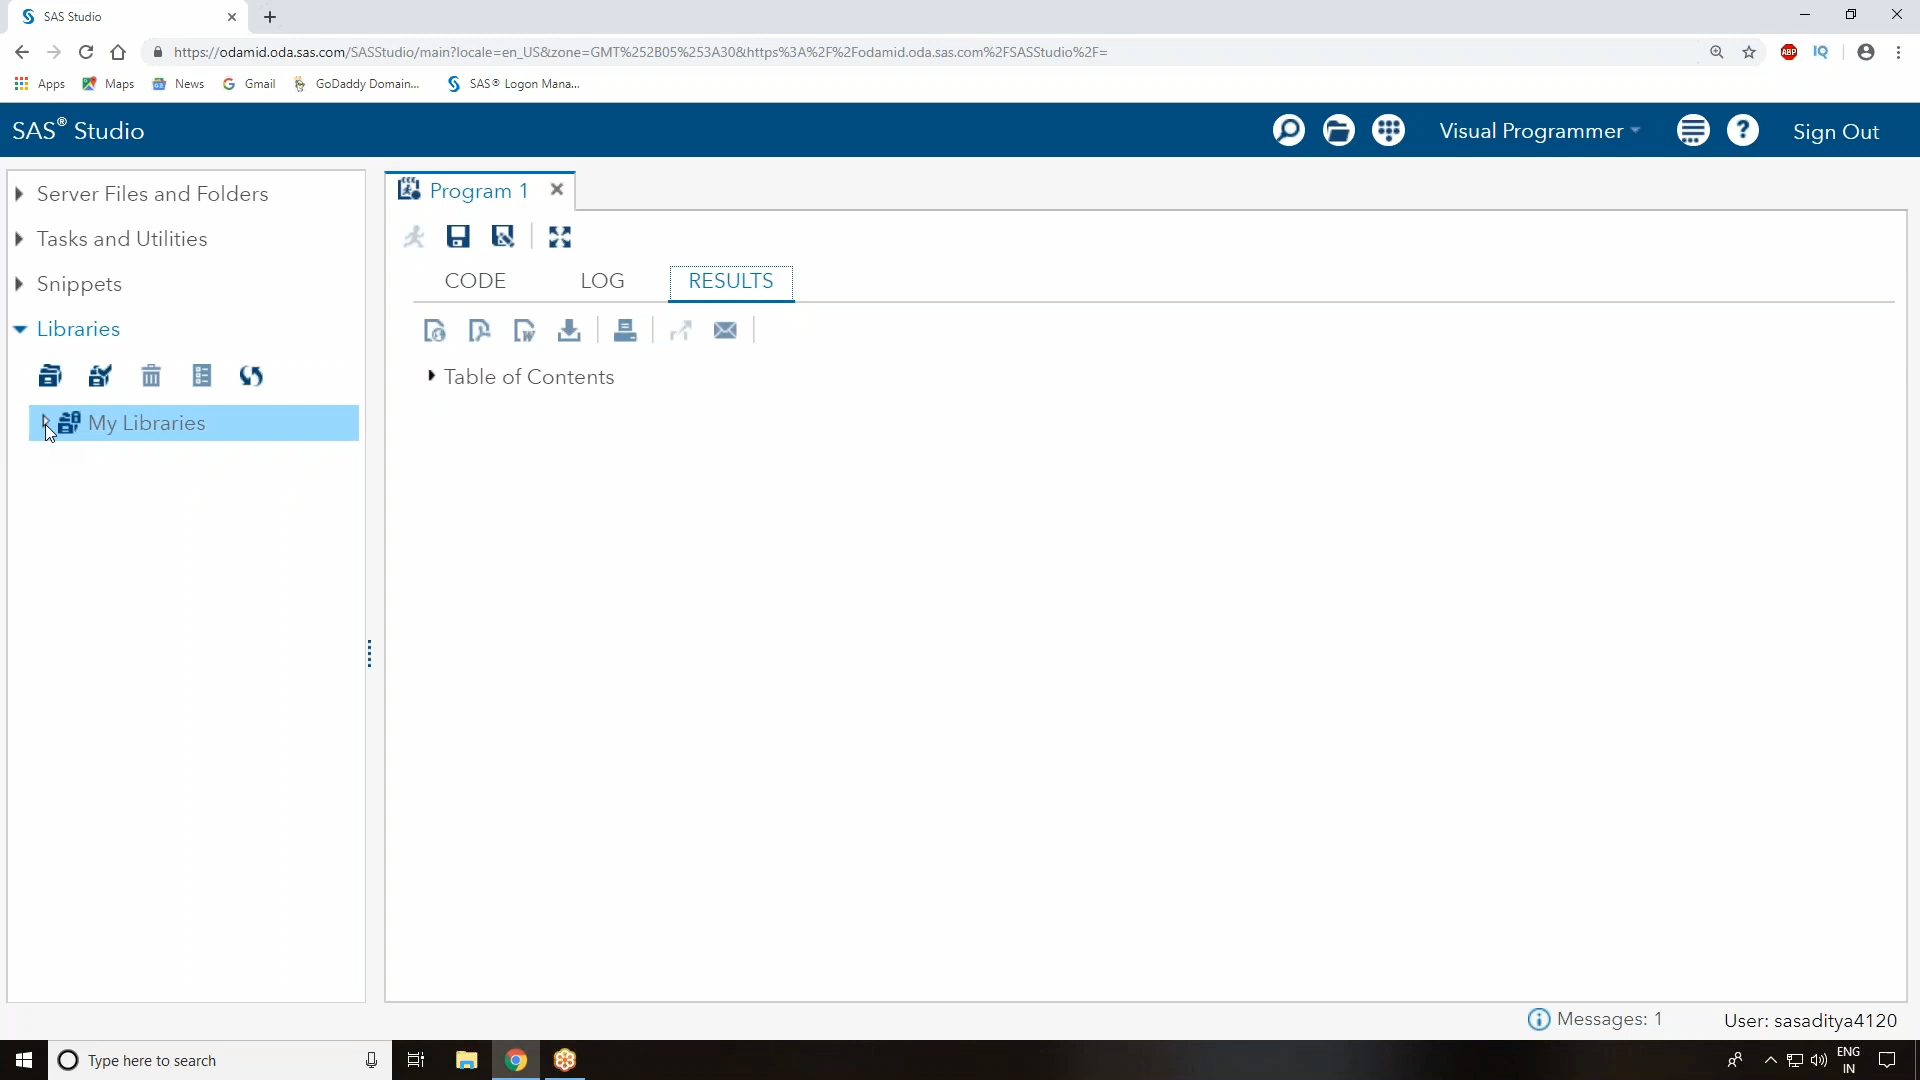 SAS Studio
https://odamid.oda.sas.com/SASStudio/main?locale=en_US&zone=GMT%252B05%253A30&https%3A%2F%2Fodamid.oda.sas.com%2FSASStudio%2F=
ABP
IQ
Apps
Maps
News
Gmail
GoDaddy Domain...
SAS® Logon Mana...
SAS® Studio
Visual Programmer
?
Sign Out
Server Files and Folders
Tasks and Utilities
Snippets
Libraries
My Libraries
Program 1
CODE
LOG
RESULTS
Table of Contents
Messages: 1
User: sasaditya4120
Type here to search
ENG
IN